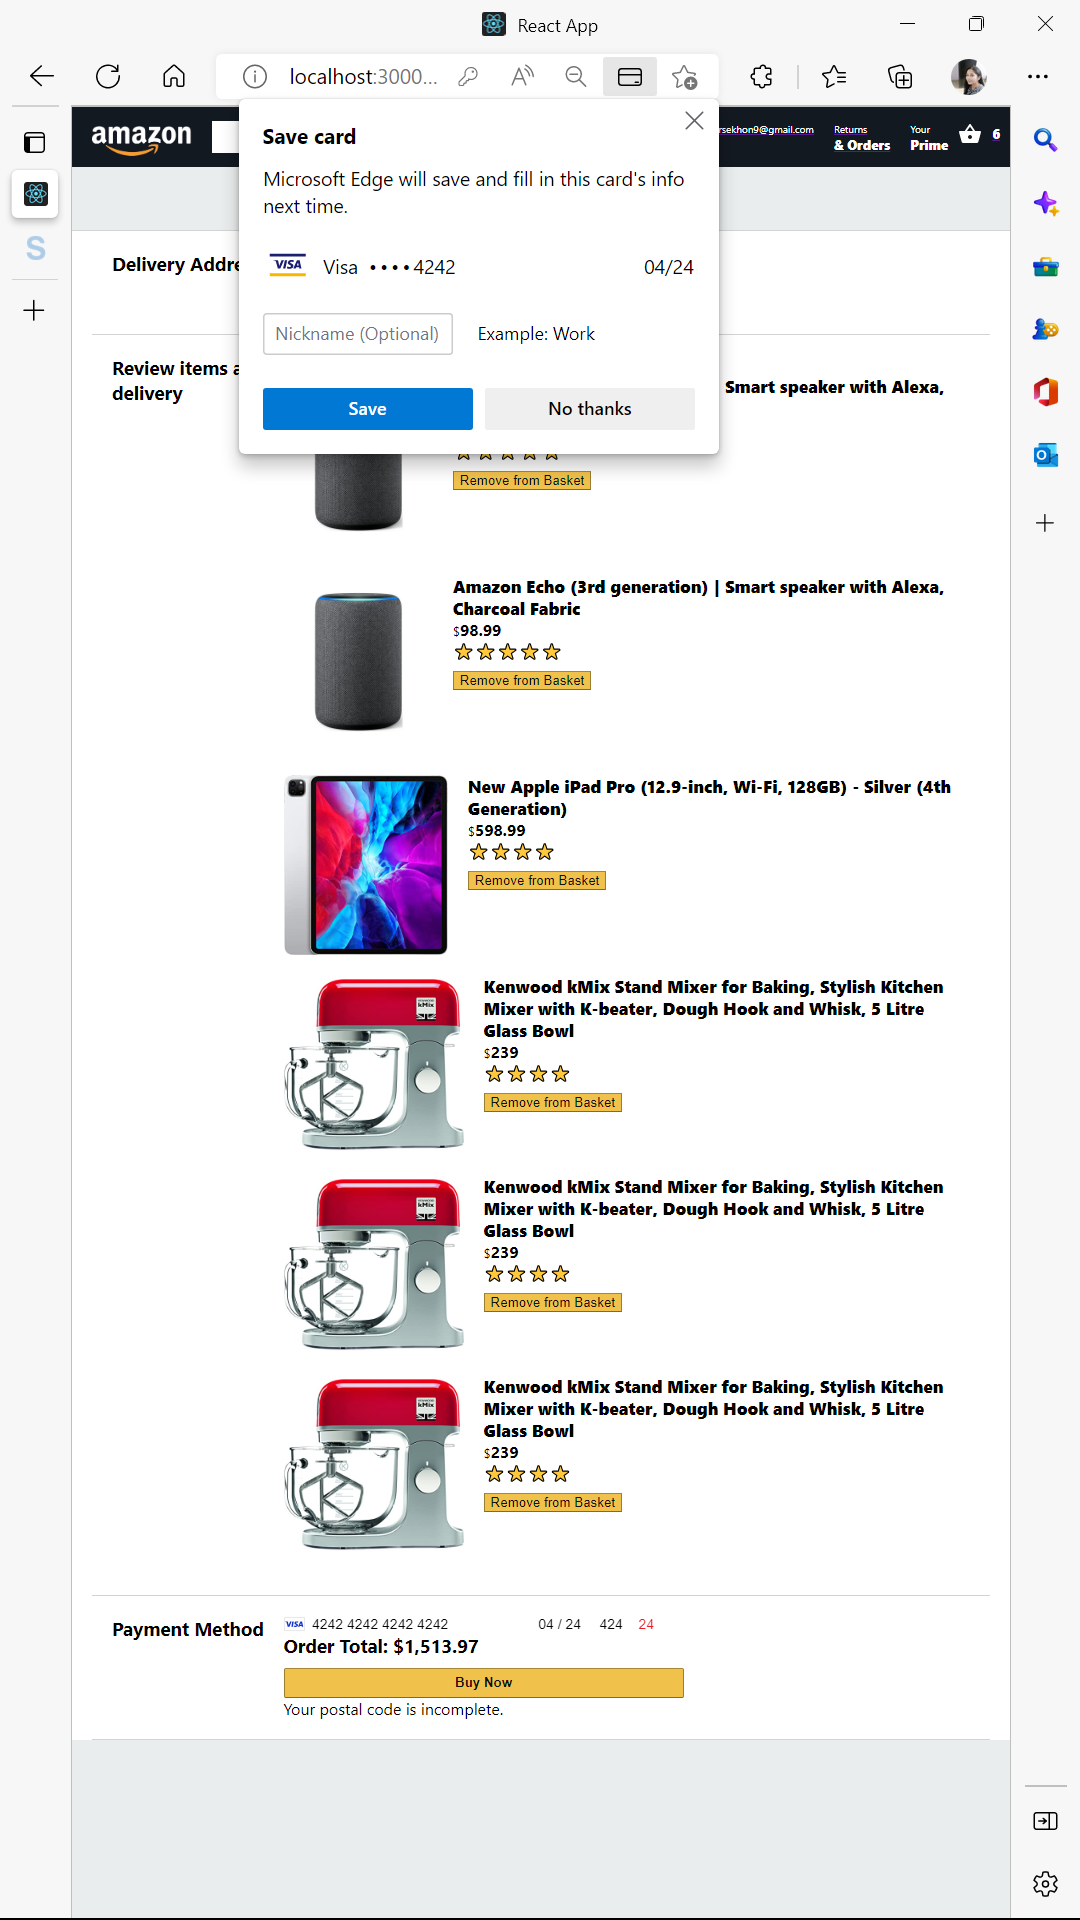 React App
localhost:3000...
amazon
rsekhon9@gmail.com
Returns
& Orders
Your
Prime
6
Save card
Microsoft Edge will save and fill in this card's info
next time.
VISA Visa •••• 4242 04/24
Nickname (Optional) Example: Work
Save No thanks
S
Delivery Addre
Review items a
delivery
Smart speaker with Alexa,
Remove from Basket
Amazon Echo (3rd generation) | Smart speaker with Alexa,
Charcoal Fabric
$98.99
Remove from Basket
New Apple iPad Pro (12.9-inch, Wi-Fi, 128GB) - Silver (4th
Generation)
$598.99
Remove from Basket
kMix
Kenwood kMix Stand Mixer for Baking, Stylish Kitchen
Mixer with K-beater, Dough Hook and Whisk, 5 Litre
Glass Bowl
$239
Remove from Basket
kMix
Kenwood kMix Stand Mixer for Baking, Stylish Kitchen
Mixer with K-beater, Dough Hook and Whisk, 5 Litre
Glass Bowl
$239
Remove from Basket
kMix
Kenwood kMix Stand Mixer for Baking, Stylish Kitchen
Mixer with K-beater, Dough Hook and Whisk, 5 Litre
Glass Bowl
$239
Remove from Basket
Payment Method
VISA 4242 4242 4242 4242 04 / 24 424 24
Order Total: $1,513.97
Buy Now
Your postal code is incomplete.